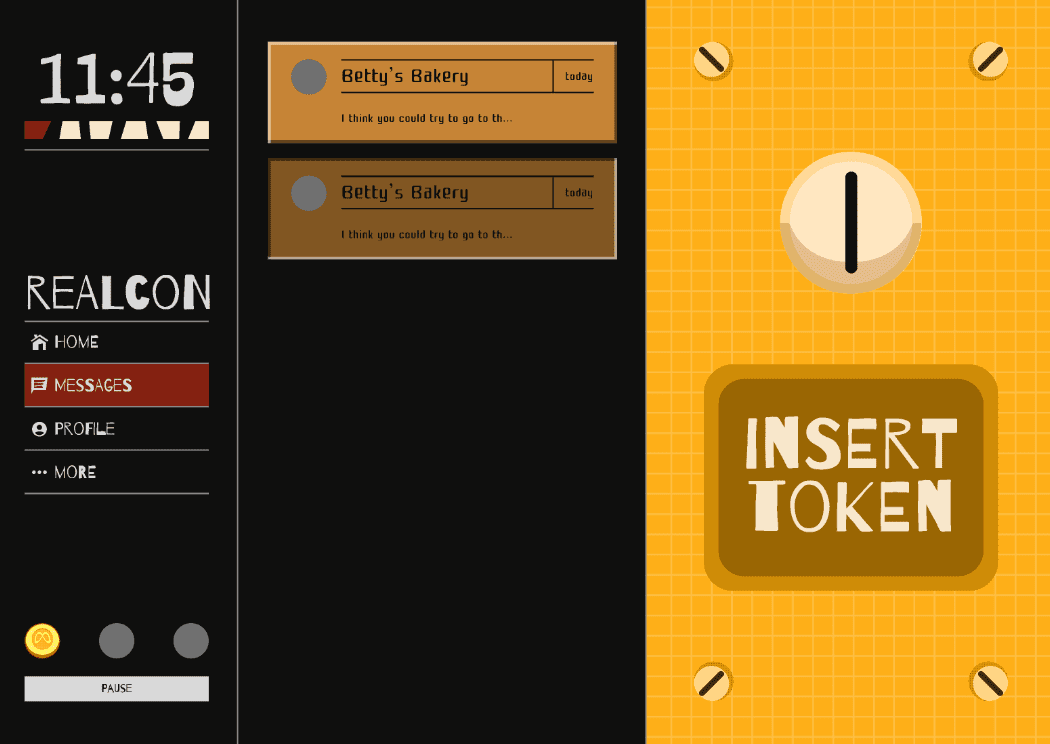 11:45
REALCON
HOME
MESSAGES
PROFILE
MORE
PAUSE
Betty's Bakery
today
I think you could try to go to th...
Betty's Bakery
today
I think you could try to go to th...
INSERT
TOKEN